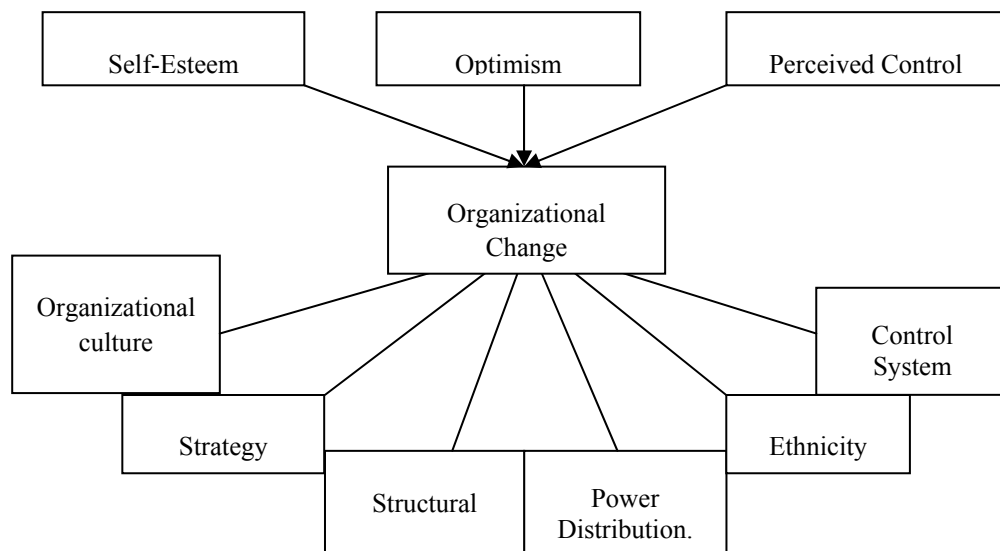 Self-Esteem
Optimism
Perceived Control
Organizational
Change
Organizational
culture
Control
System
Strategy
Ethnicity
Structural
Power
Distribution.